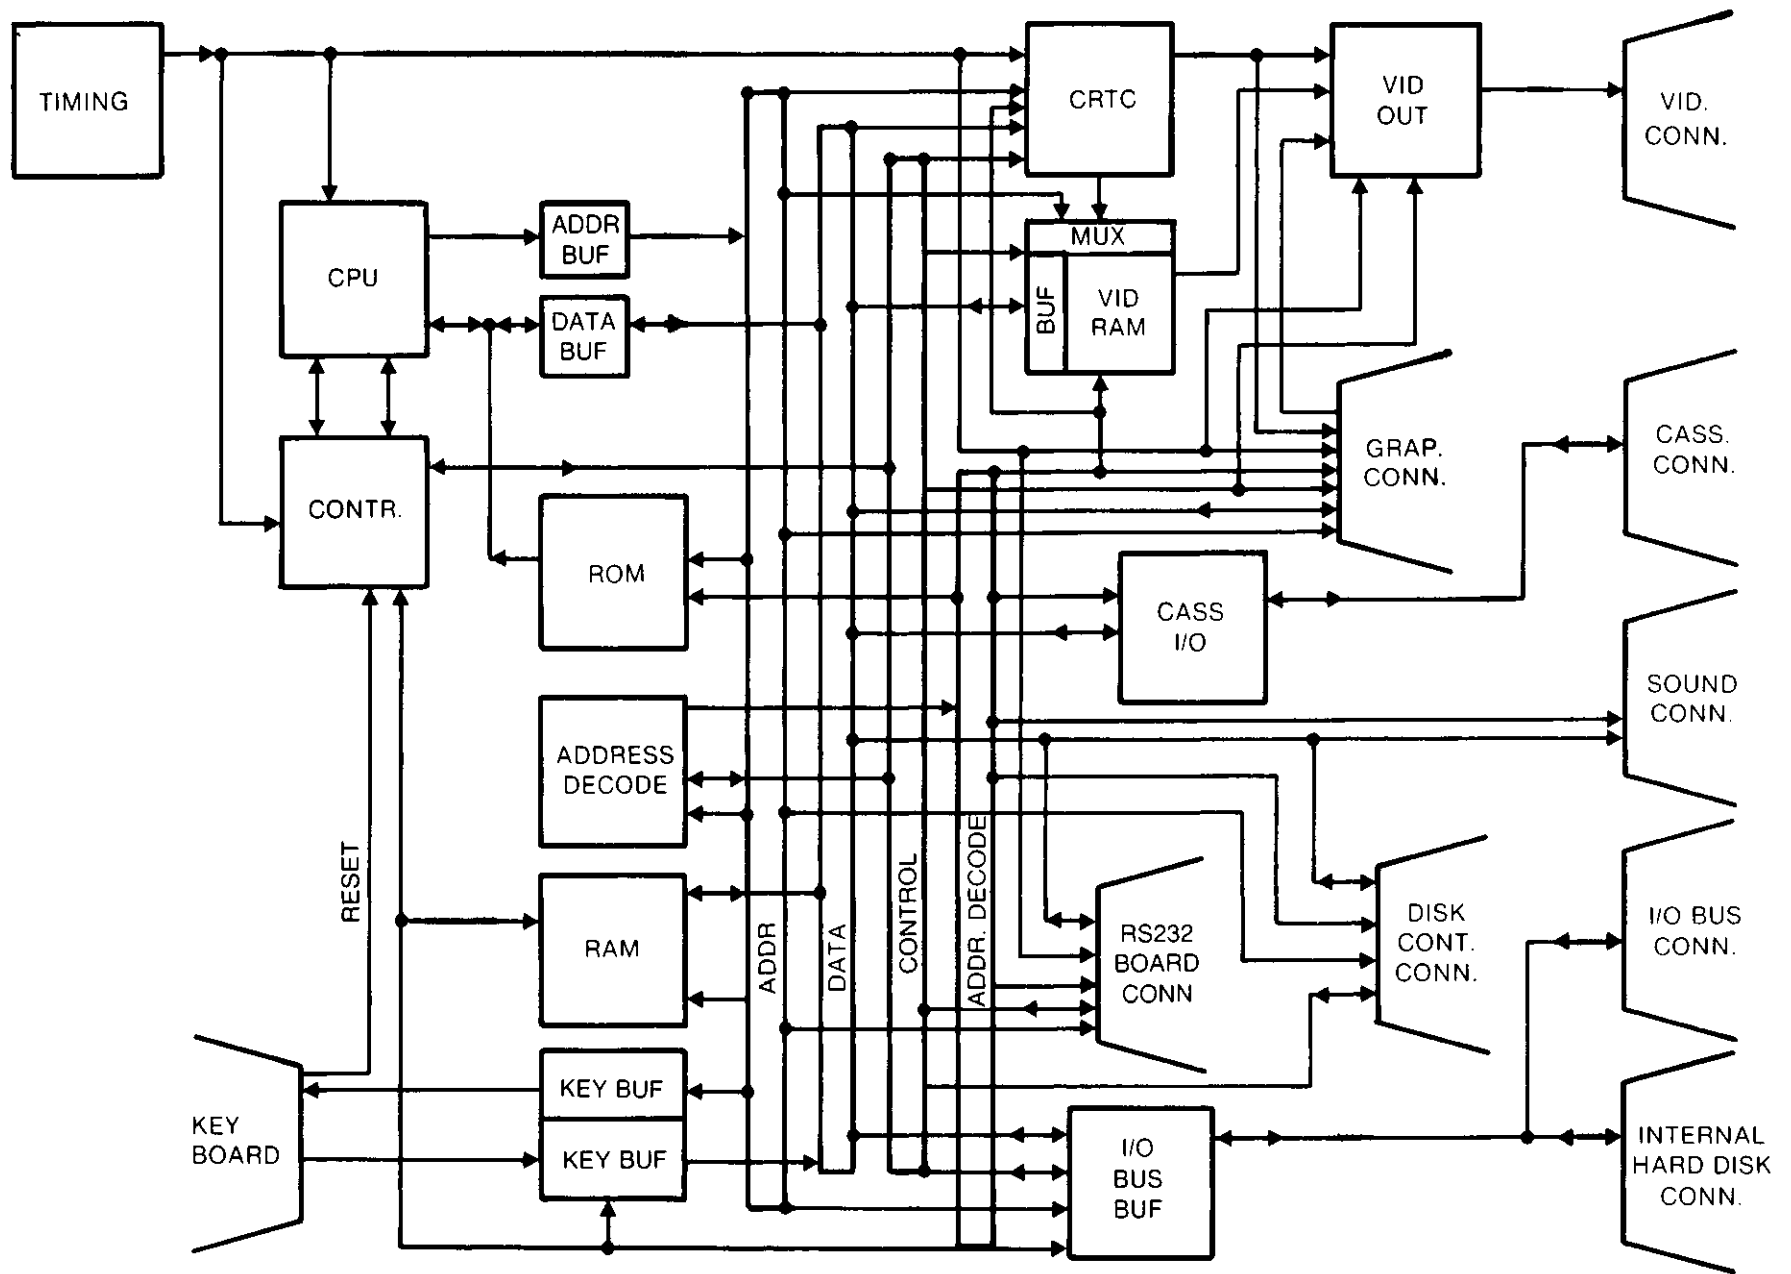 TIMING
CRTC
VID
OUT
VID.
CONN.
CPU
ADDR
BUF
DATA
BUF
MUX
BUF
VID
RAM
CONTR.
GRAP.
CONN.
CASS.
CONN.
ROM
CASS
I/O
SOUND
CONN.
ADDRESS
DECODE
RESET
RAM
ADDR
DATA
CONTROL
ADDR. DECODE
RS232
BOARD
CONN
DISK
CONT.
CONN.
I/O BUS
CONN.
KEY
BOARD
KEY BUF
KEY BUF
I/O
BUS
BUF
INTERNAL
HARD DISK
CONN.